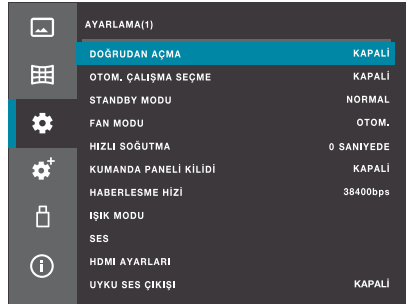 AYARLAMA(1)
DOĞRUDAN AÇMA KAPALİ
OTOM. ÇALIŞMA SEÇME KAPALİ
STANDBY MODU NORMAL
FAN MODU OTOM.
HIZLI SOĞUTMA 0 SANIYEDE
KUMANDA PANELİ KİLİDİ KAPALİ
HABERLESME HİZİ 38400bps
IŞIK MODU
SES
HDMI AYARLARI
UYKU SES ÇIKIŞI KAPALİ